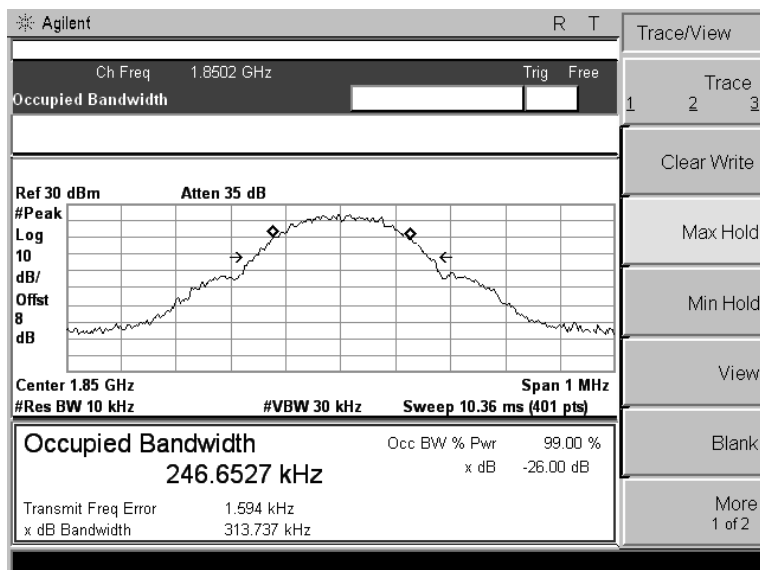 Agilent R T
Trace/View
Ch Freq 1.8502 GHz Trig Free
Occupied Bandwidth
Trace
1 2 3
Clear Write
Max Hold
Min Hold
View
Blank
More
1 of 2
Ref 30 dBm Atten 35 dB
#Peak
Log
10
dB/
Offst
8
dB
Center 1.85 GHz Span 1 MHz
#Res BW 10 kHz #VBW 30 kHz Sweep 10.36 ms (401 pts)
Occupied Bandwidth Occ BW % Pwr 99.00 %
246.6527 kHz x dB -26.00 dB
Transmit Freq Error 1.594 kHz
x dB Bandwidth 313.737 kHz